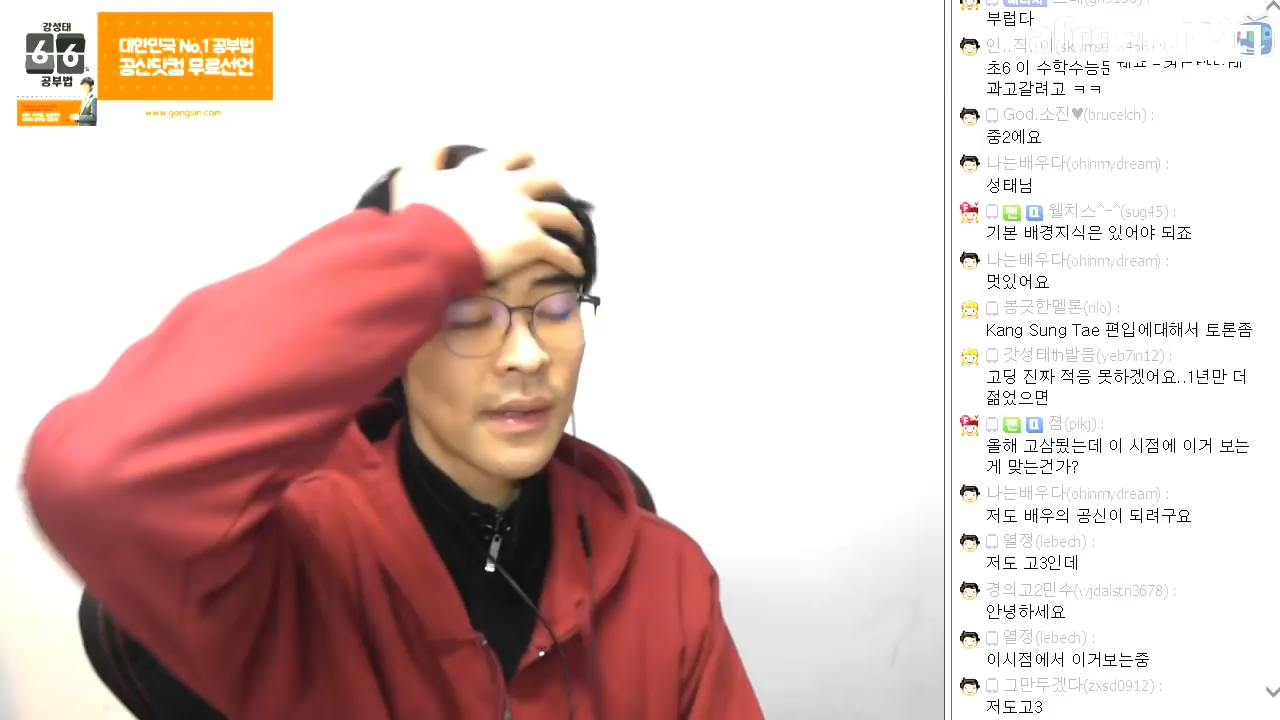 강성태
66
공부법
대한민국 No.1 공부법
공신닷컴 무료선언
www.gongsin.com
부럽다
초6 이 수학수능문
과고갈려고 ㅋㅋ
God.소진♥(brucelch) :
중2에요
나는배우다(ohinmydream) :
성태님
웰치스^-^(sug45) :
기본 배경지식은 있어야 되죠
나는배우다(ohinmydream) :
멋있어요
봉긋한멜론(rilo) :
Kang Sung Tae 편입에대해서 토론좀
갓성태th발음(yeb7in12) :
고딩 진짜 적응 못하겠어요..1년만 더
젊었으면
졈(pikj) :
올해 고삼됬는데 이 시점에 이거 보는
게 맞는건가?
나는배우다(ohinmydream) :
저도 배우의 공신이 되려구요
열정(lebech) :
저도 고3인데
경의고2민수(wjdalstn3678) :
안녕하세요
열정(lebech) :
이시점에서 이거보는중
그만두겠다(zxsd0912) :
저도고3